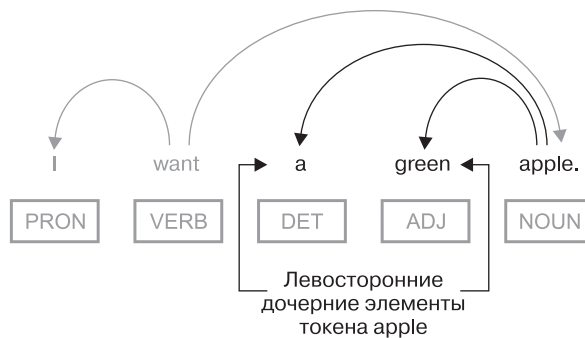 I want a green apple.
PRON VERB DET ADJ NOUN
Левосторонние
дочерние элементы
токена apple